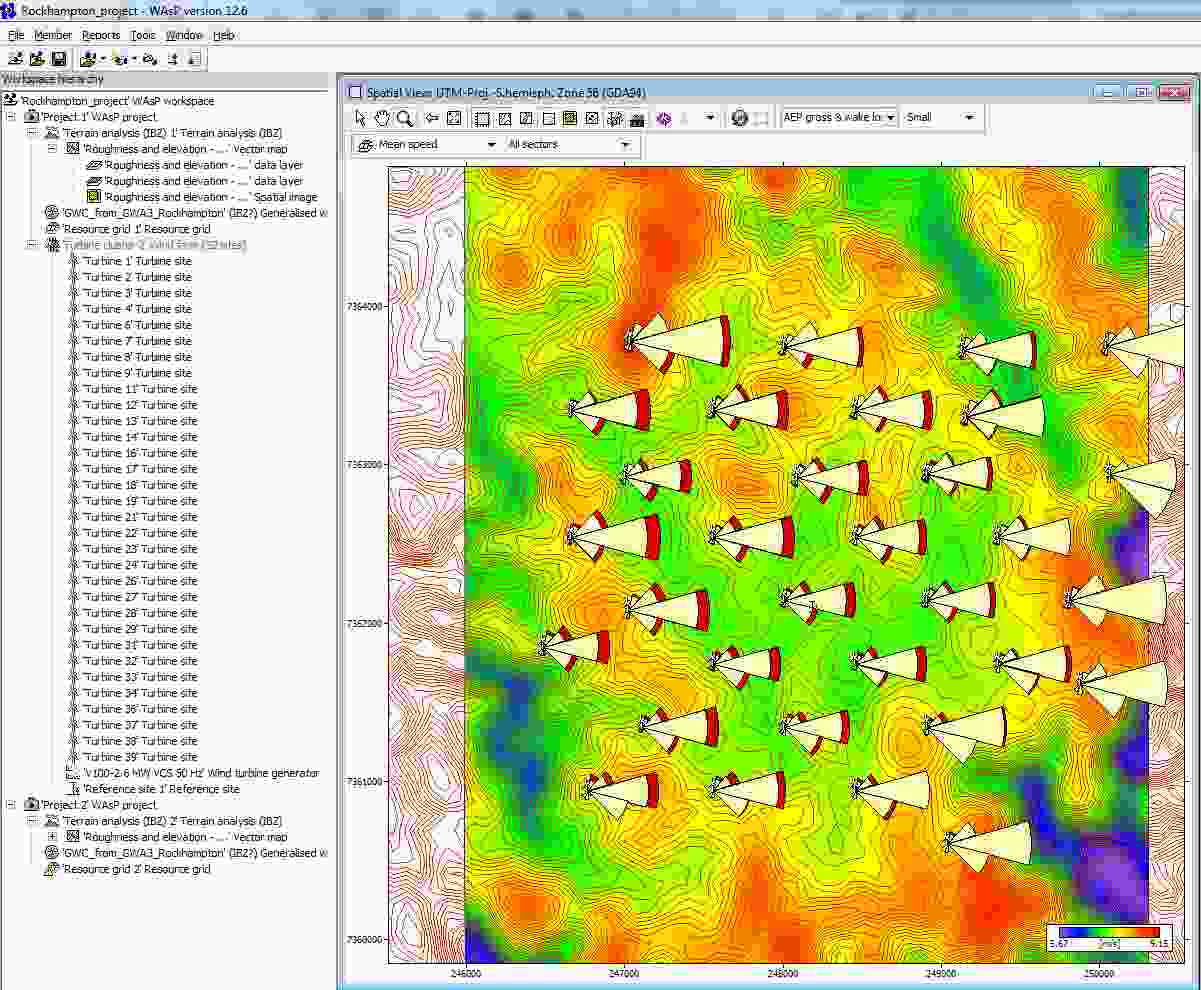 Rockhampton_project - WAsP version 12.6
File Member Reports Tools Window Help
Workspace hierarchy
'Rockhampton_project' WAsP workspace
'Project 1' WAsP project
'Terrain analysis (IBZ) 1' Terrain analysis (IBZ)
'Roughness and elevation - ...' Vector map
'Roughness and elevation - ...' data layer
'Roughness and elevation - ...' data layer
'Roughness and elevation - ...' Spatial image
'GWC_from_GWA3_Rockhampton' (IBZ?) Generalised w
'Resource grid 1' Resource grid
'Turbine cluster 2' Wind farm (32 sites)
'Turbine 1' Turbine site
'Turbine 2' Turbine site
'Turbine 3' Turbine site
'Turbine 4' Turbine site
'Turbine 6' Turbine site
'Turbine 7' Turbine site
'Turbine 8' Turbine site
'Turbine 9' Turbine site
'Turbine 11' Turbine site
'Turbine 12' Turbine site
'Turbine 13' Turbine site
'Turbine 14' Turbine site
'Turbine 16' Turbine site
'Turbine 17' Turbine site
'Turbine 18' Turbine site
'Turbine 19' Turbine site
'Turbine 21' Turbine site
'Turbine 22' Turbine site
'Turbine 23' Turbine site
'Turbine 24' Turbine site
'Turbine 26' Turbine site
'Turbine 27' Turbine site
'Turbine 28' Turbine site
'Turbine 29' Turbine site
'Turbine 31' Turbine site
'Turbine 32' Turbine site
'Turbine 33' Turbine site
'Turbine 34' Turbine site
'Turbine 36' Turbine site
'Turbine 37' Turbine site
'Turbine 38' Turbine site
'Turbine 39' Turbine site
'V100-2.6 MW VCS 50 Hz' Wind turbine generator
'Reference site 1' Reference site
'Project 2' WAsP project
'Terrain analysis (IBZ) 2' Terrain analysis (IBZ)
'Roughness and elevation - ...' Vector map
'GWC_from_GWA3_Rockhampton' (IBZ?) Generalised w
'Resource grid 2' Resource grid
Spatial View: UTM-Proj.-S.hemisph. Zone 56 (GDA94)
AEP gross & wake lo Small
Mean speed All sectors
7364000
7363000
7362000
7361000
7360000
5.67 [m/s] 9.15
246000 247000 248000 249000 250000